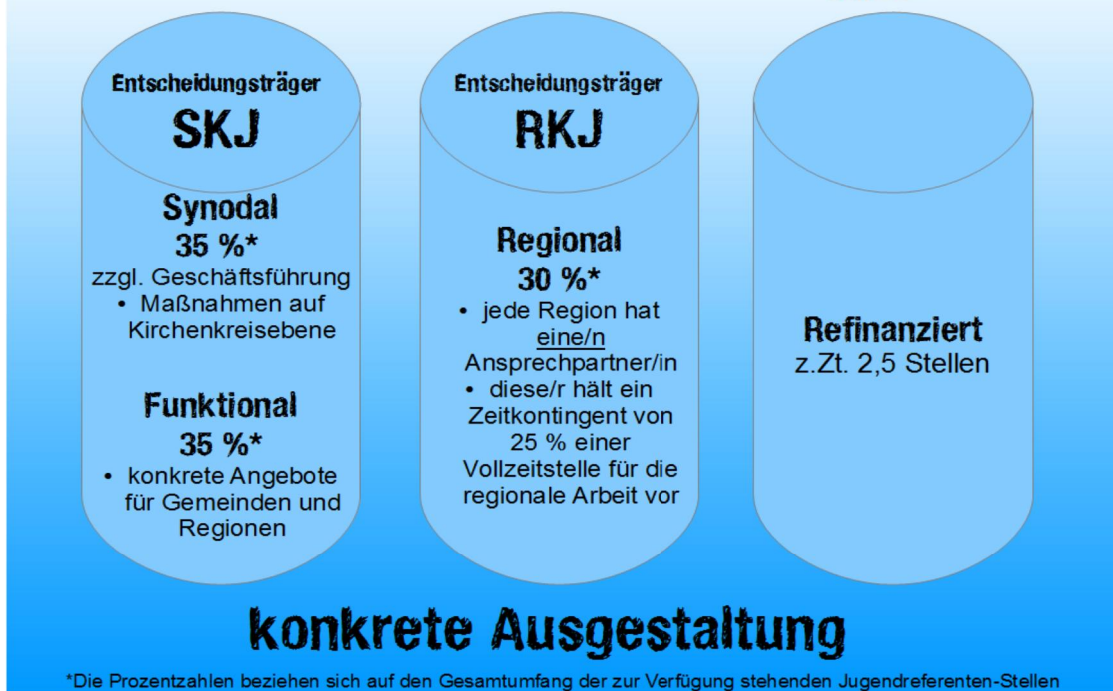 Entscheidungsträger
SKJ
Synodal
35 %*
zzgl. Geschäftsführung
• Maßnahmen auf
Kirchenkreisebene
Funktional
35 %*
• konkrete Angebote
für Gemeinden und
Regionen
Entscheidungsträger
RKJ
Regional
30 %*
• jede Region hat
eine/n
Ansprechpartner/in
• diese/r hält ein
Zeitkontingent von
25 % einer
Vollzeitstelle für die
regionale Arbeit vor
Refinanziert
z.Zt. 2,5 Stellen
konkrete Ausgestaltung
*Die Prozentzahlen beziehen sich auf den Gesamtumfang der zur Verfügung stehenden Jugendreferenten-Stellen